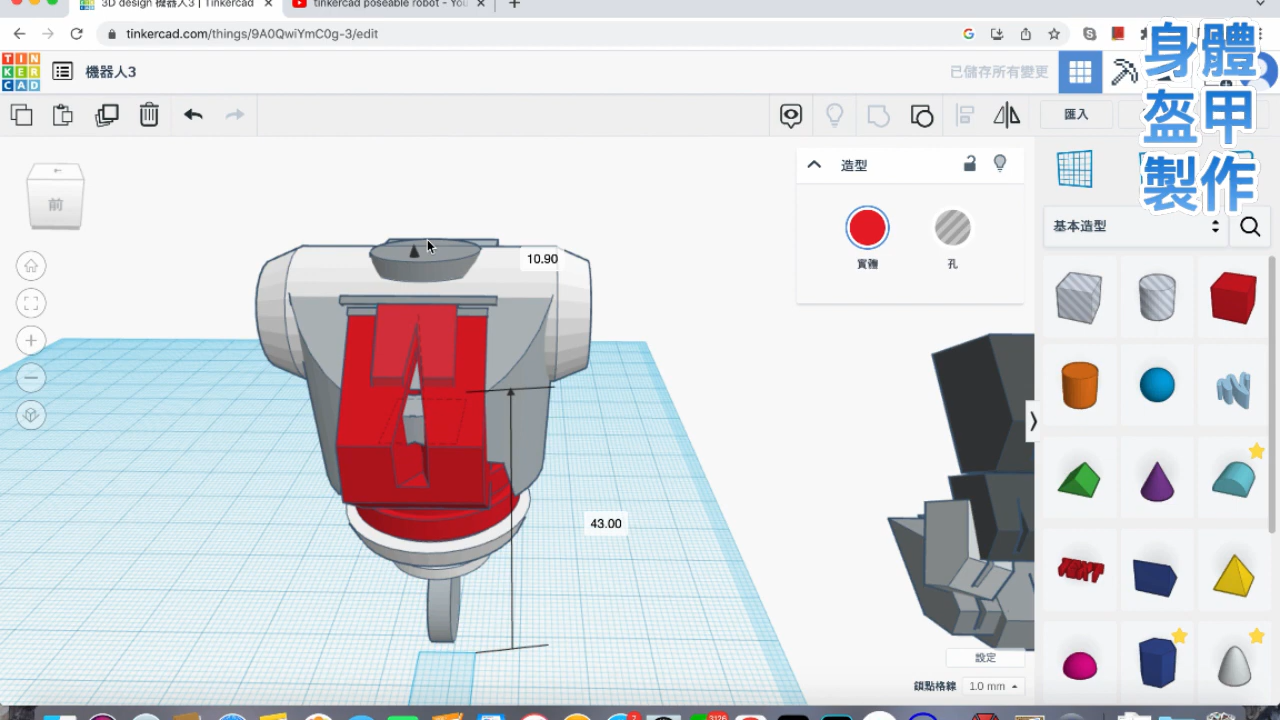 3D design 機器人3 | Tinkercad
tinkercad poseable robot - You
tinkercad.com/things/9A0QwiYmC0g-3/edit
TIN
KER
CAD
機器人3
已儲存所有變更
身體
盔甲
製作
匯入
前
造型
實體
孔
10.90
43.00
基本造型
TEXT
設定
鎖點格線
1.0 mm
3126
2